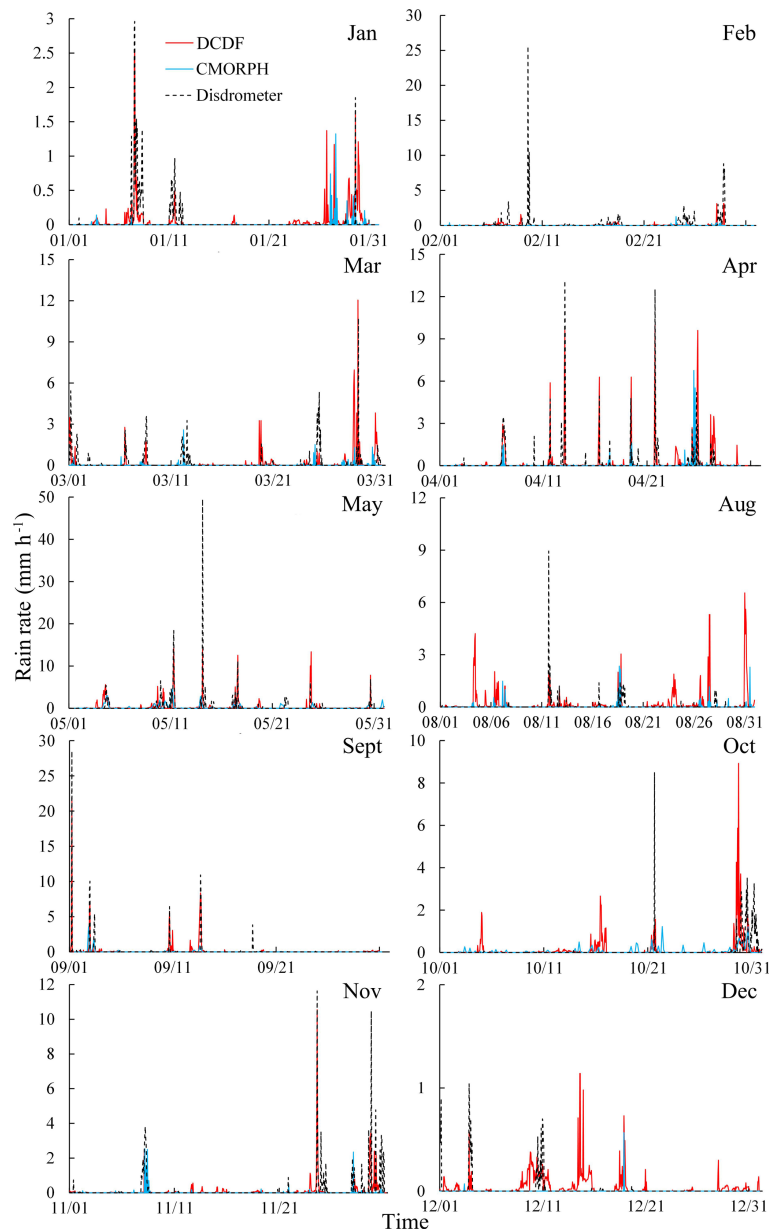 Jan
3
2.5
2
1.5
1
0.5
0
01/01 01/11 01/21 01/31
DCDF
CMORPH
Disdrometer
Feb
30
25
20
15
10
5
0
02/01 02/11 02/21
Mar
15
12
9
6
3
0
03/01 03/11 03/21 03/31
Apr
15
12
9
6
3
0
04/01 04/11 04/21
May
50
40
30
20
10
0
05/01 05/11 05/21 05/31
Aug
12
9
6
3
0
08/01 08/06 08/11 08/16 08/21 08/26 08/31
Sept
30
25
20
15
10
5
0
09/01 09/11 09/21
Oct
10
8
6
4
2
0
10/01 10/11 10/21 10/31
Nov
12
10
8
6
4
2
0
11/01 11/11 11/21
Dec
2
1
0
12/01 12/11 12/21 12/31
Rain rate (mm h⁻¹)
Time